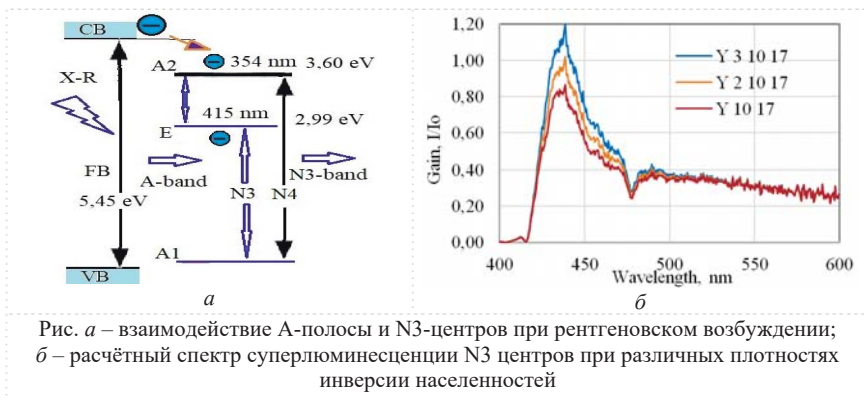 CB
A2
354 nm
3,60 eV
X-R
415 nm
E
2,99 eV
FB
A-band
N3
N4
N3-band
5,45 eV
A1
VB
а
1,20
1,00
0,80
0,60
0,40
0,20
0,00
Gain, I/Io
Y 3 10 17
Y 2 10 17
Y 10 17
400
450
500
550
600
Wavelength, nm
б
Рис. а – взаимодействие А-полосы и N3-центров при рентгеновском возбуждении;
б – расчётный спектр суперлюминесценции N3 центров при различных плотностях
инверсии населенностей